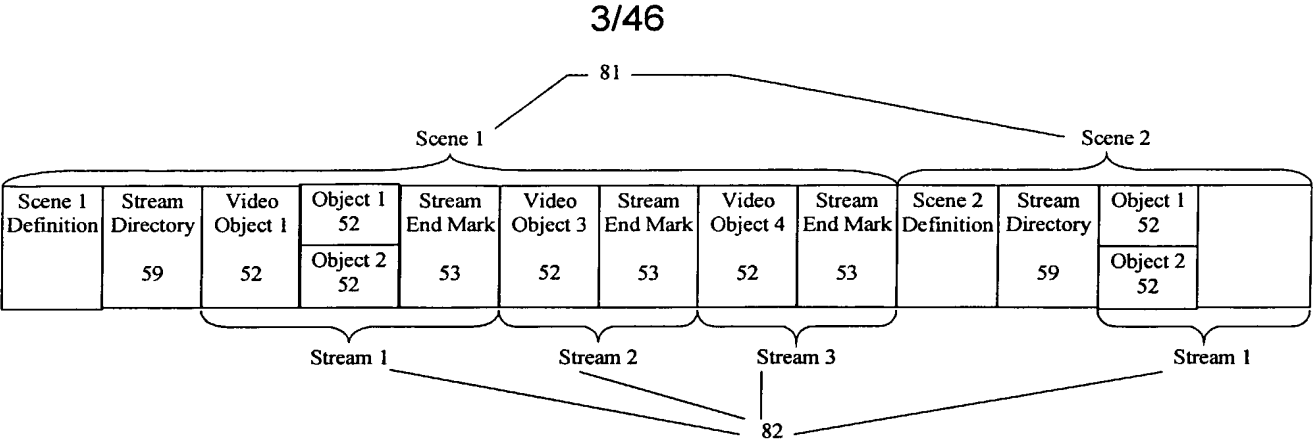 3/46
81
Scene 1
Scene 2
Scene 1
Definition
Stream
Directory
59
Video
Object 1
52
Object 1
52
Object 2
52
Stream
End Mark
53
Video
Object 3
52
Stream
End Mark
53
Video
Object 4
52
Stream
End Mark
53
Scene 2
Definition
Stream
Directory
59
Object 1
52
Object 2
52
Stream 1
Stream 2
Stream 3
Stream 1
82